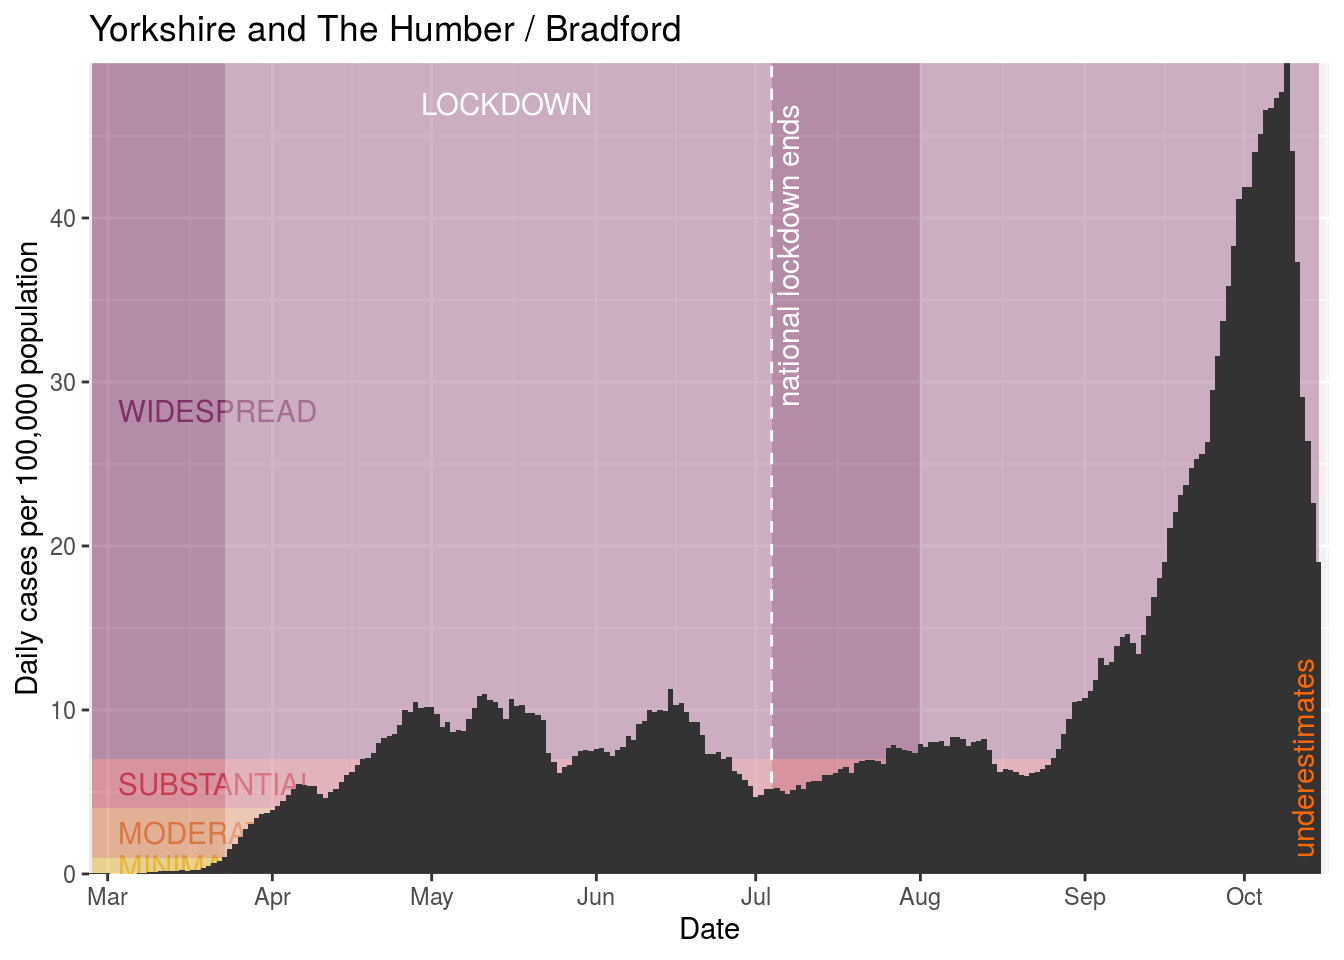 Yorkshire and The Humber / Bradford
LOCKDOWN
national lockdown ends
WIDESPREAD
SUBSTANTIAL
MODERA
MINIMA
underestimates
Daily cases per 100,000 population
40
30
20
10
0
Mar Apr May Jun Jul Aug Sep Oct
Date